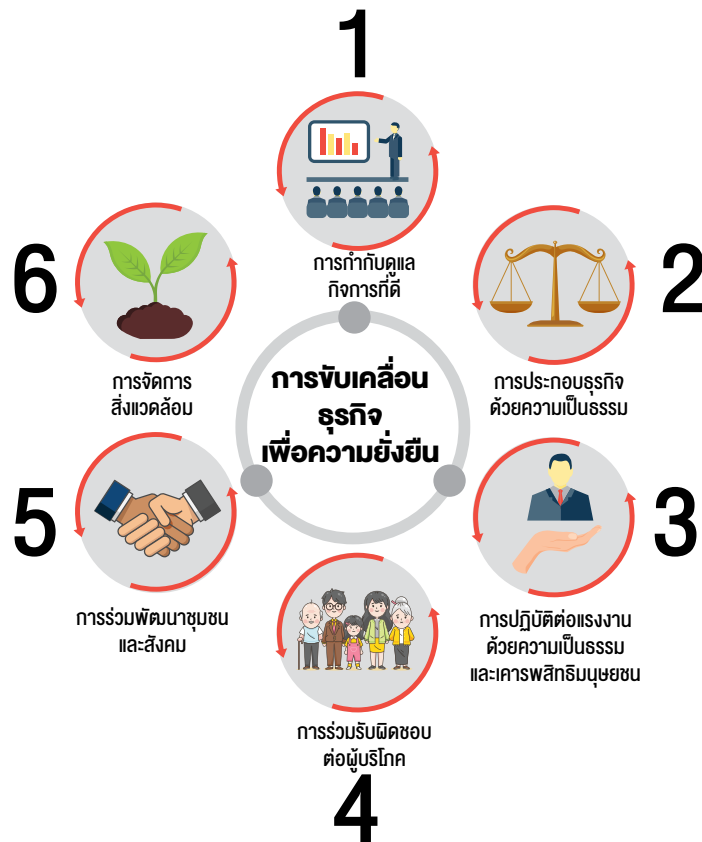 1
การกำกับดูแล
กิจการที่ดี
2
การประกอบธุรกิจ
ด้วยความเป็นธรรม
3
การปฏิบัติต่อแรงงาน
ด้วยความเป็นธรรม
และเคารพสิทธิมนุษยชน
4
การร่วมรับผิดชอบ
ต่อผู้บริโภค
5
การร่วมพัฒนาชุมชน
และสังคม
6
การจัดการ
สิ่งแวดล้อม
การขับเคลื่อน
ธุรกิจ
เพื่อความยั่งยืน